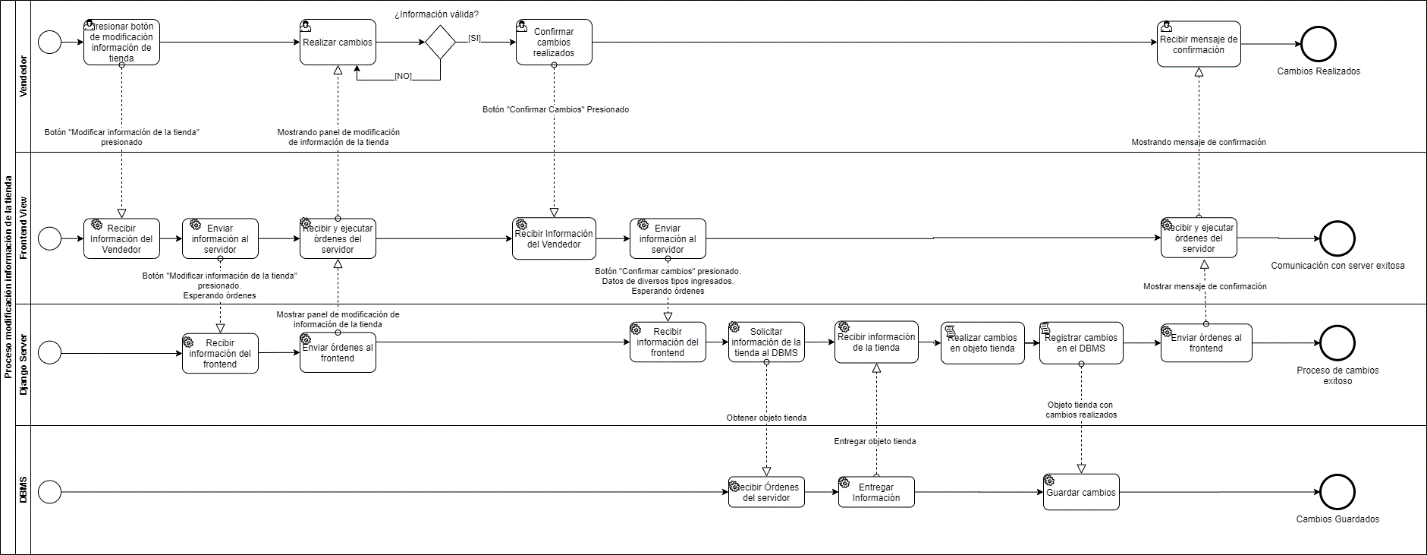 Proceso modificación información de la tienda
Vendedor
Presionar botón
de modificación
información de
tienda
Realizar cambios
¿Información válida?
[SI]
[NO]
Confirmar
cambios
realizados
Recibir mensaje de
confirmación
Cambios Realizados
Botón "Modificar información de la tienda"
presionado
Mostrando panel de modificación
de información de la tienda
Botón "Confirmar Cambios" Presionado
Mostrando mensaje de confirmación
Frontend View
Recibir
Información del
Vendedor
Enviar
información al
servidor
Recibir y ejecutar
órdenes del
servidor
Recibir Información
del Vendedor
Enviar
información al
servidor
Recibir y ejecutar
órdenes del
servidor
Comunicación con server exitosa
Botón "Modificar información de la tienda"
presionado.
Esperando órdenes
Mostrar panel de modificación de
información de la tienda
Botón "Confirmar cambios" presionado.
Datos de diversos tipos ingresados.
Esperando órdenes
Mostrar mensaje de confirmación
Django Server
Recibir
información del
frontend
Enviar órdenes al
frontend
Recibir
información del
frontend
Solicitar
información de la
tienda al DBMS
Recibir información
de la tienda
Realizar cambios
en objeto tienda
Registrar cambios
en el DBMS
Enviar órdenes al
frontend
Proceso de cambios
exitoso
Obtener objeto tienda
Entregar objeto tienda
Objeto tienda con
cambios realizados
DBMS
Recibir Órdenes
del servidor
Entregar
Información
Guardar cambios
Cambios Guardados